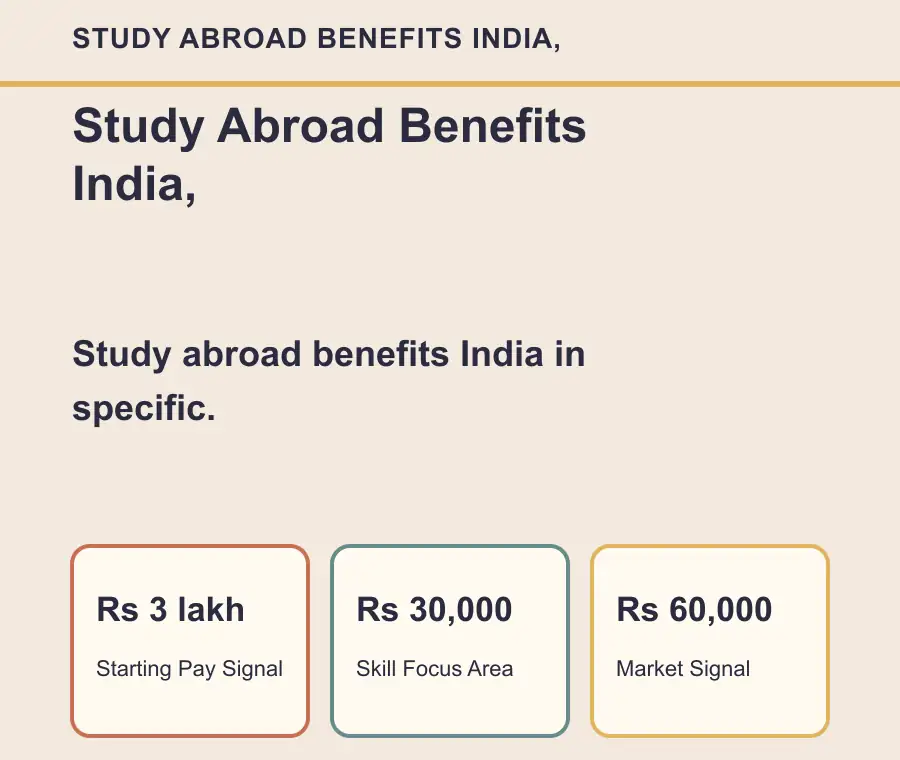 STUDY ABROAD BENEFITS INDIA,
Study Abroad Benefits
India,
Study abroad benefits India in
specific.
Rs 3 lakh
Starting Pay Signal
Rs 30,000
Skill Focus Area
Rs 60,000
Market Signal